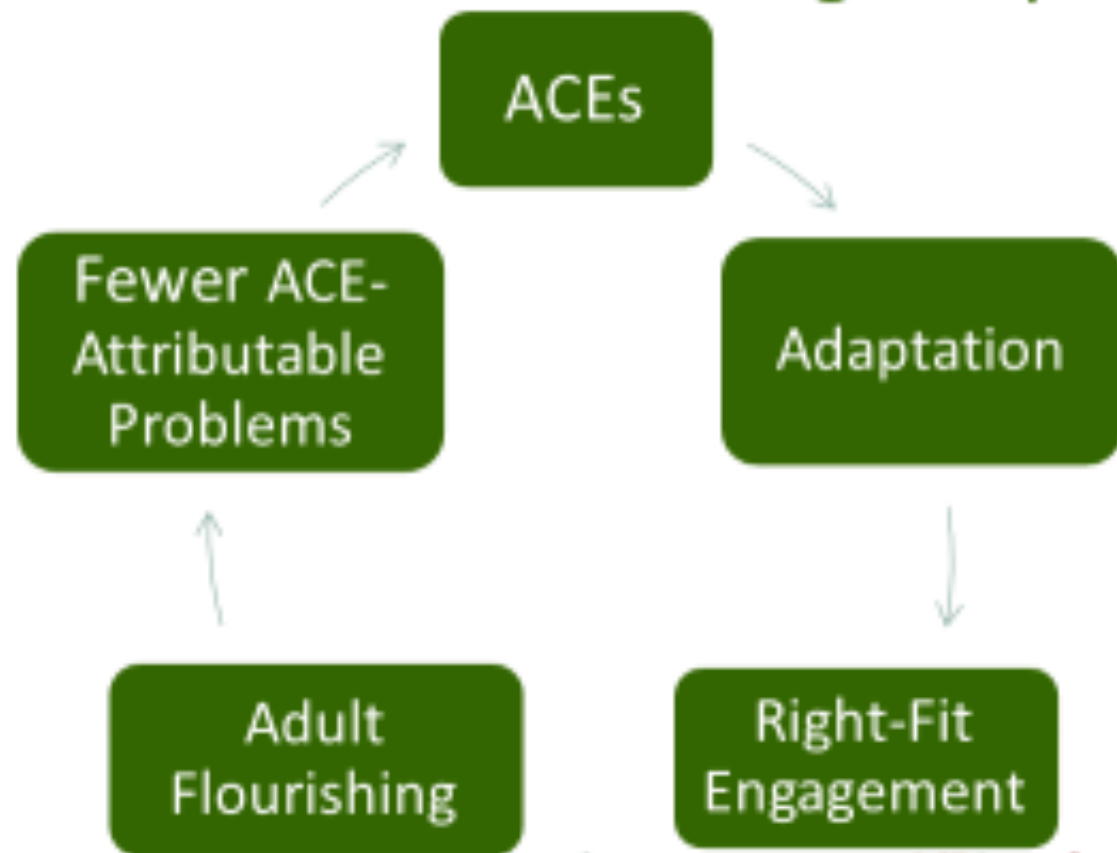 ACEs
Adaptation
Right-Fit
Engagement
Adult
Flourishing
Fewer ACE-
Attributable
Problems